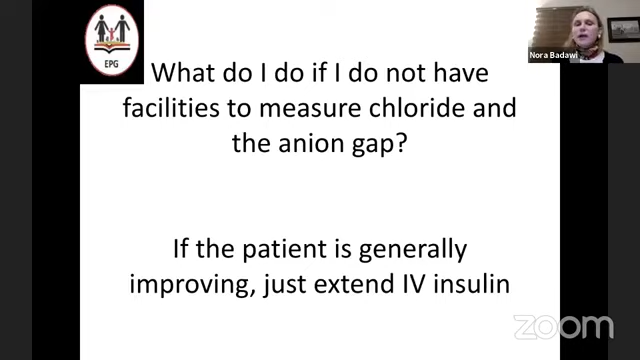 EPG
Nora Badawi
What do I do if I do not have
facilities to measure chloride and
the anion gap?
If the patient is generally
improving, just extend IV insulin
zoom